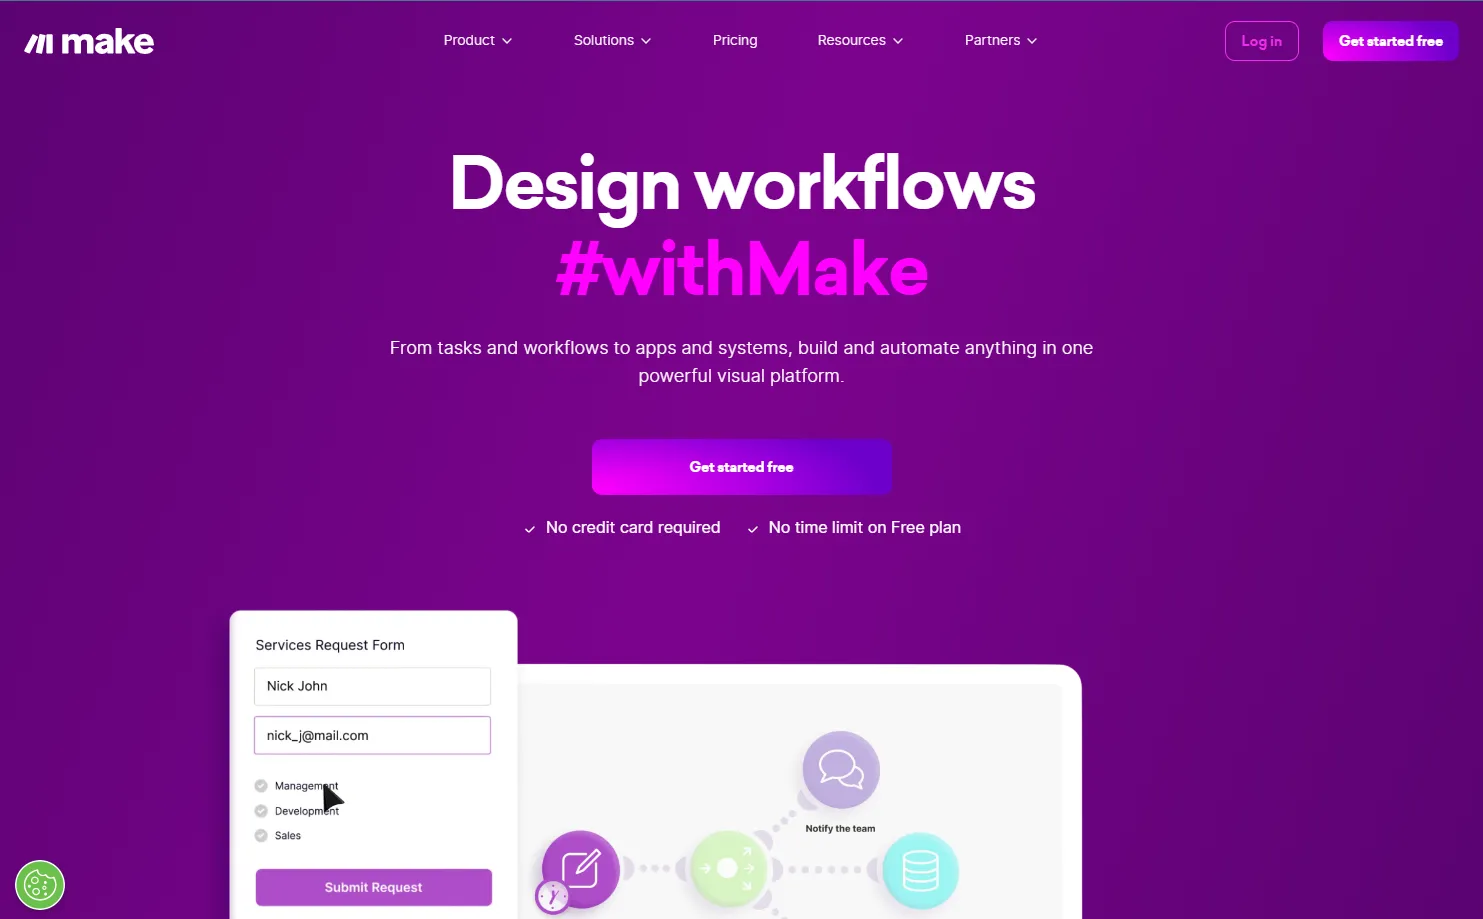 make
Product
Solutions
Pricing
Resources
Partners
Log in
Get started free
Design workflows
#withMake
From tasks and workflows to apps and systems, build and automate anything in one
powerful visual platform.
Get started free
No credit card required
No time limit on Free plan
Services Request Form
Nick John
nick_j@mail.com
Management
Development
Sales
Submit Request
Notify the team